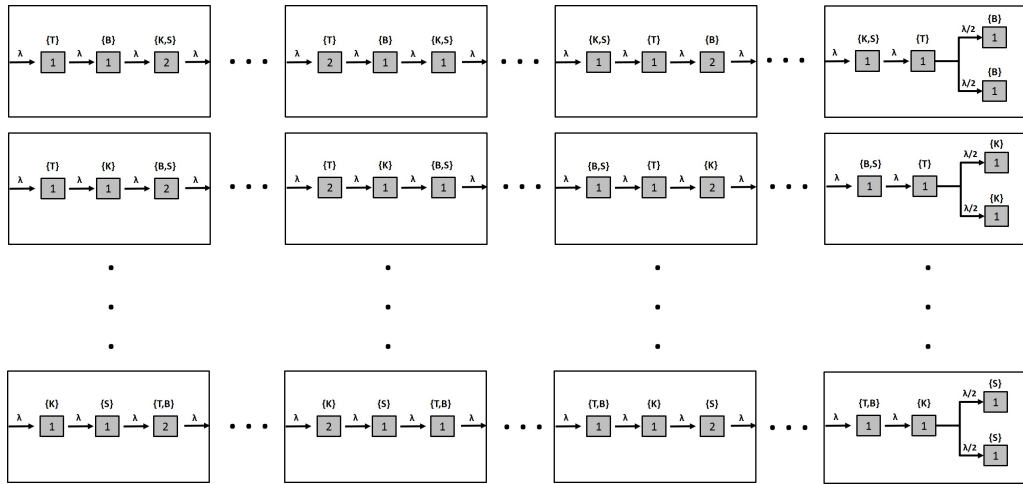 {T} {B} {K,S}
λ 1 λ 1 λ 2 λ
{T} {B} {K,S}
λ 2 λ 1 λ 1 λ
{K,S} {T} {B}
λ 1 λ 1 λ 2 λ
{B}
{K,S} {T} λ/2 1
λ 1 λ 1 {B}
λ/2 1
{T} {K} {B,S}
λ 1 λ 1 λ 2 λ
{T} {K} {B,S}
λ 2 λ 1 λ 1 λ
{B,S} {T} {K}
λ 1 λ 1 λ 2 λ
{K}
{B,S} {T} λ/2 1
λ 1 λ 1 {K}
λ/2 1
{K} {S} {T,B}
λ 1 λ 1 λ 2 λ
{K} {S} {T,B}
λ 2 λ 1 λ 1 λ
{T,B} {K} {S}
λ 1 λ 1 λ 2 λ
{S}
{T,B} {K} λ/2 1
λ 1 λ 1 {S}
λ/2 1